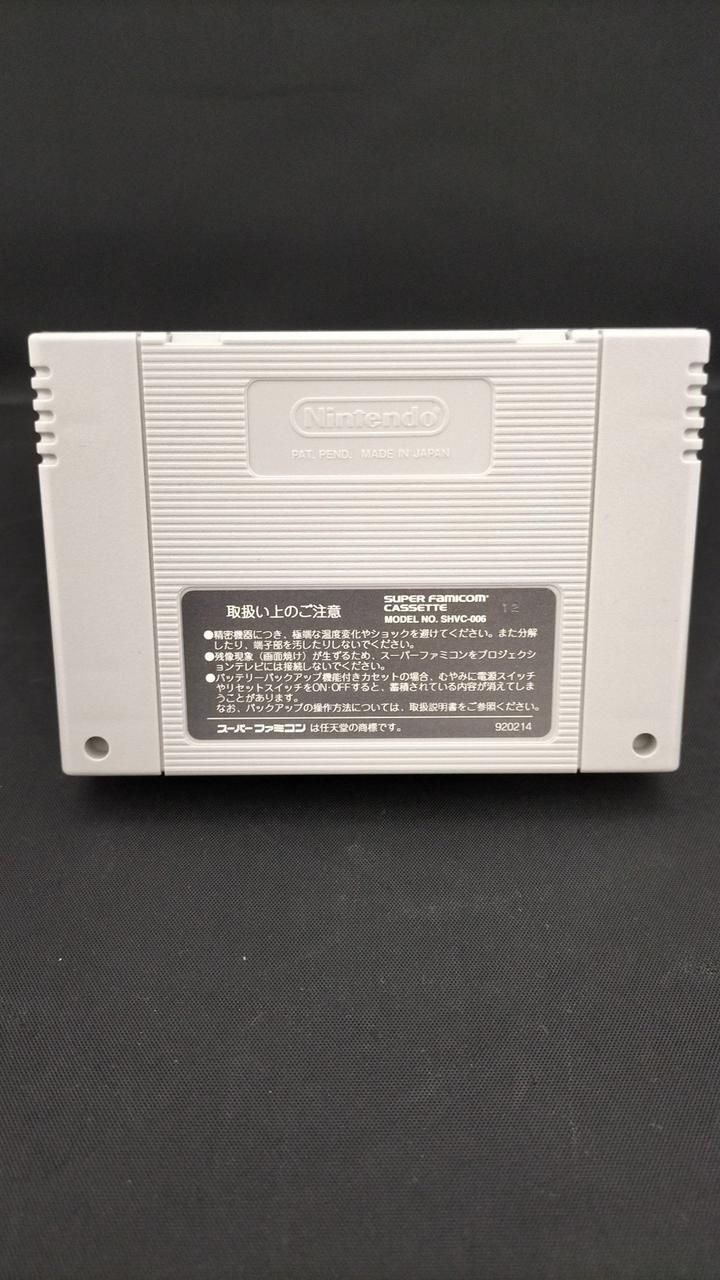 Nintendo®
PAT. PEND. MADE IN JAPAN
取扱い上のご注意
SUPER FAMICOM®
CASSETTE
MODEL NO. SHVC-006
12
●精密機器につき、極端な温度変化やショックを避けてください。また分解
したり、端子部を汚したりしないでください。
●残像現象(画面焼け)が生ずるため、スーパーファミコンをプロジェクシ
ョンテレビには接続しないでください。
●バッテリーバックアップ機能付きカセットの場合、むやみに電源スイッチ
やリセットスイッチをON·OFFすると、蓄積されている内容が消えてしま
うことがあります。
なお、バックアップの操作方法については、取扱説明書をご参照ください。
スーパーファミコン は任天堂の商標です。
920214